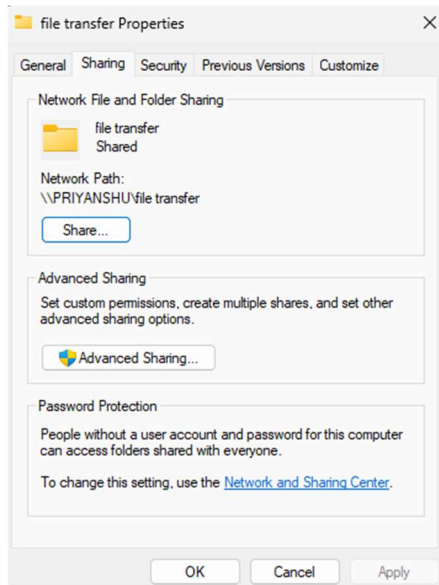 file transfer Properties
General Sharing Security Previous Versions Customize
Network File and Folder Sharing
file transfer
Shared
Network Path:
\\PRIYANSHU\file transfer
Share...
Advanced Sharing
Set custom permissions, create multiple shares, and set other
advanced sharing options.
Advanced Sharing...
Password Protection
People without a user account and password for this computer
can access folders shared with everyone.
To change this setting, use the Network and Sharing Center.
OK Cancel Apply